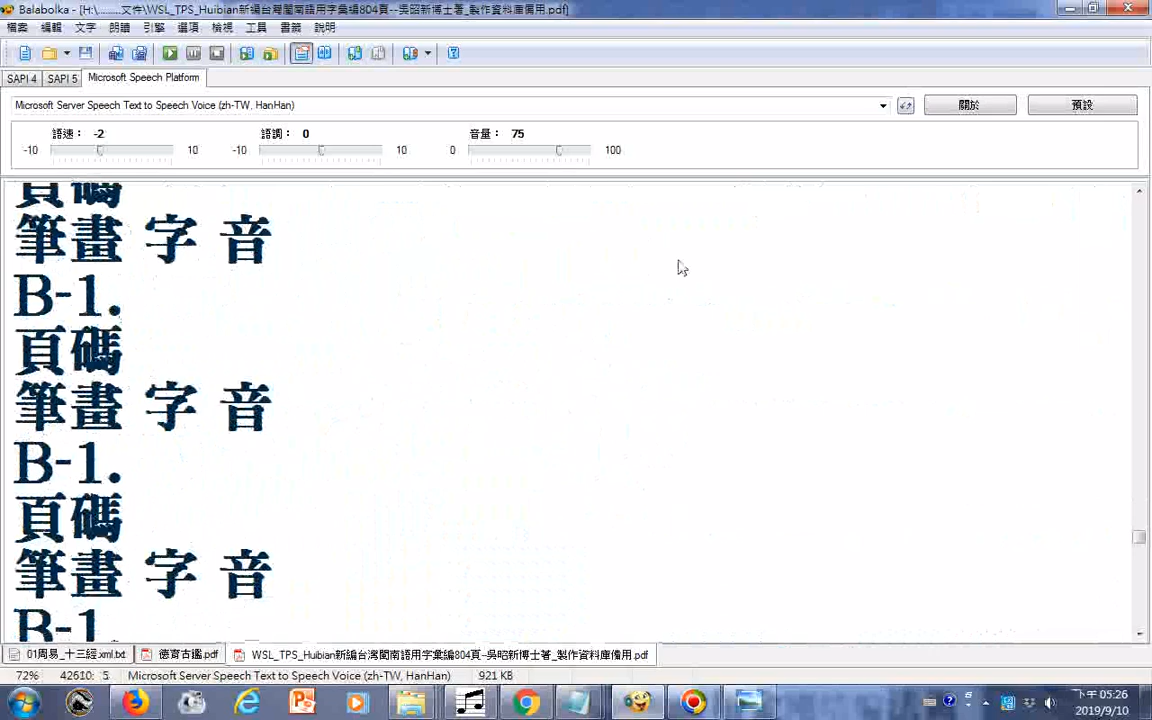 Balabolka - [H:\.........文件\WSL_TPS_Huibian新編台灣閩南語用字彙編804頁--吳昭新博士著_製作資料庫備用.pdf]
檔案 編輯 文字 朗讀 引擎 選項 檢視 工具 書籤 說明
SAPI 4 SAPI 5 Microsoft Speech Platform
Microsoft Server Speech Text to Speech Voice (zh-TW, HanHan) 關於 預設
語速： -2 語調： 0 音量： 75
-10 10 -10 10 0 100
頁碼
筆畫 字 音
B-1.
頁碼
筆畫 字 音
B-1.
頁碼
筆畫 字 音
B-1.
01周易_十三經.xml.txt 德育古鑑.pdf WSL_TPS_Huibian新編台灣閩南語用字彙編804頁--吳昭新博士著_製作資料庫備用.pdf
72% 42610: 5 Microsoft Server Speech Text to Speech Voice (zh-TW, HanHan) 921 KB
下午 05:26
2019/9/10